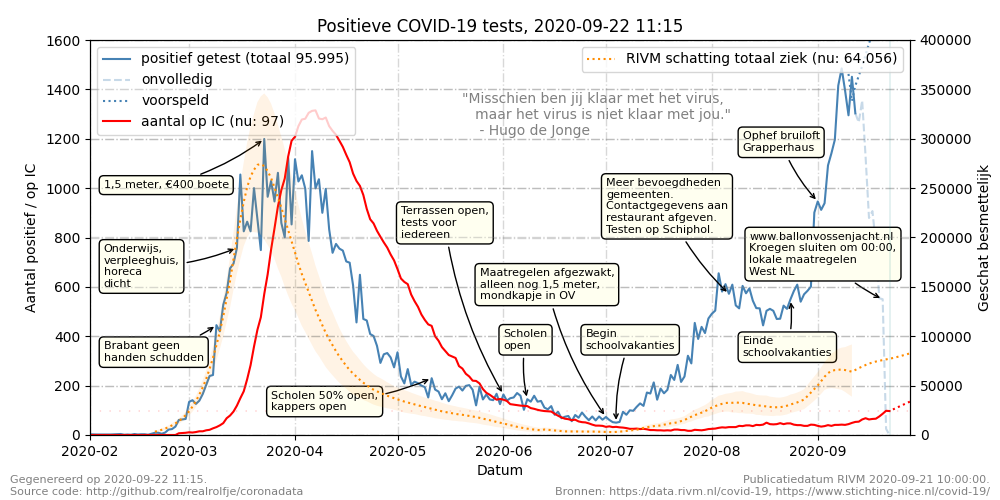 Positieve COVID-19 tests, 2020-09-22 11:15
positief getest (totaal 95.995)
onvolledig
voorspeld
aantal op IC (nu: 97)
RIVM schatting totaal ziek (nu: 64.056)
"Misschien ben jij klaar met het virus,
maar het virus is niet klaar met jou."
- Hugo de Jonge
1,5 meter, €400 boete
Onderwijs,
verpleeghuis,
horeca
dicht
Brabant geen
handen schudden
Scholen 50% open,
kappers open
Terrassen open,
tests voor
iedereen
Maatregelen afgezwakt,
alleen nog 1,5 meter,
mondkapje in OV
Scholen
open
Begin
schoolvakanties
Meer bevoegdheden
gemeenten.
Contactgegevens aan
restaurant afgeven.
Testen op Schiphol.
Ophef bruiloft
Grapperhaus
www.ballonvossenjacht.nl
Kroegen sluiten om 00:00,
lokale maatregelen
West NL
Einde
schoolvakanties
Aantal positief / op IC
1600
1400
1200
1000
800
600
400
200
0
Geschat besmettelijk
400000
350000
300000
250000
200000
150000
100000
50000
0
2020-02
2020-03
2020-04
2020-05
2020-06
2020-07
2020-08
2020-09
Datum
Gegenereerd op 2020-09-22 11:15.
Source code: http://github.com/realrolfje/coronadata
Publicatiedatum RIVM 2020-09-21 10:00:00.
Bronnen: https://data.rivm.nl/covid-19, https://www.stichting-nice.nl/covid-19/